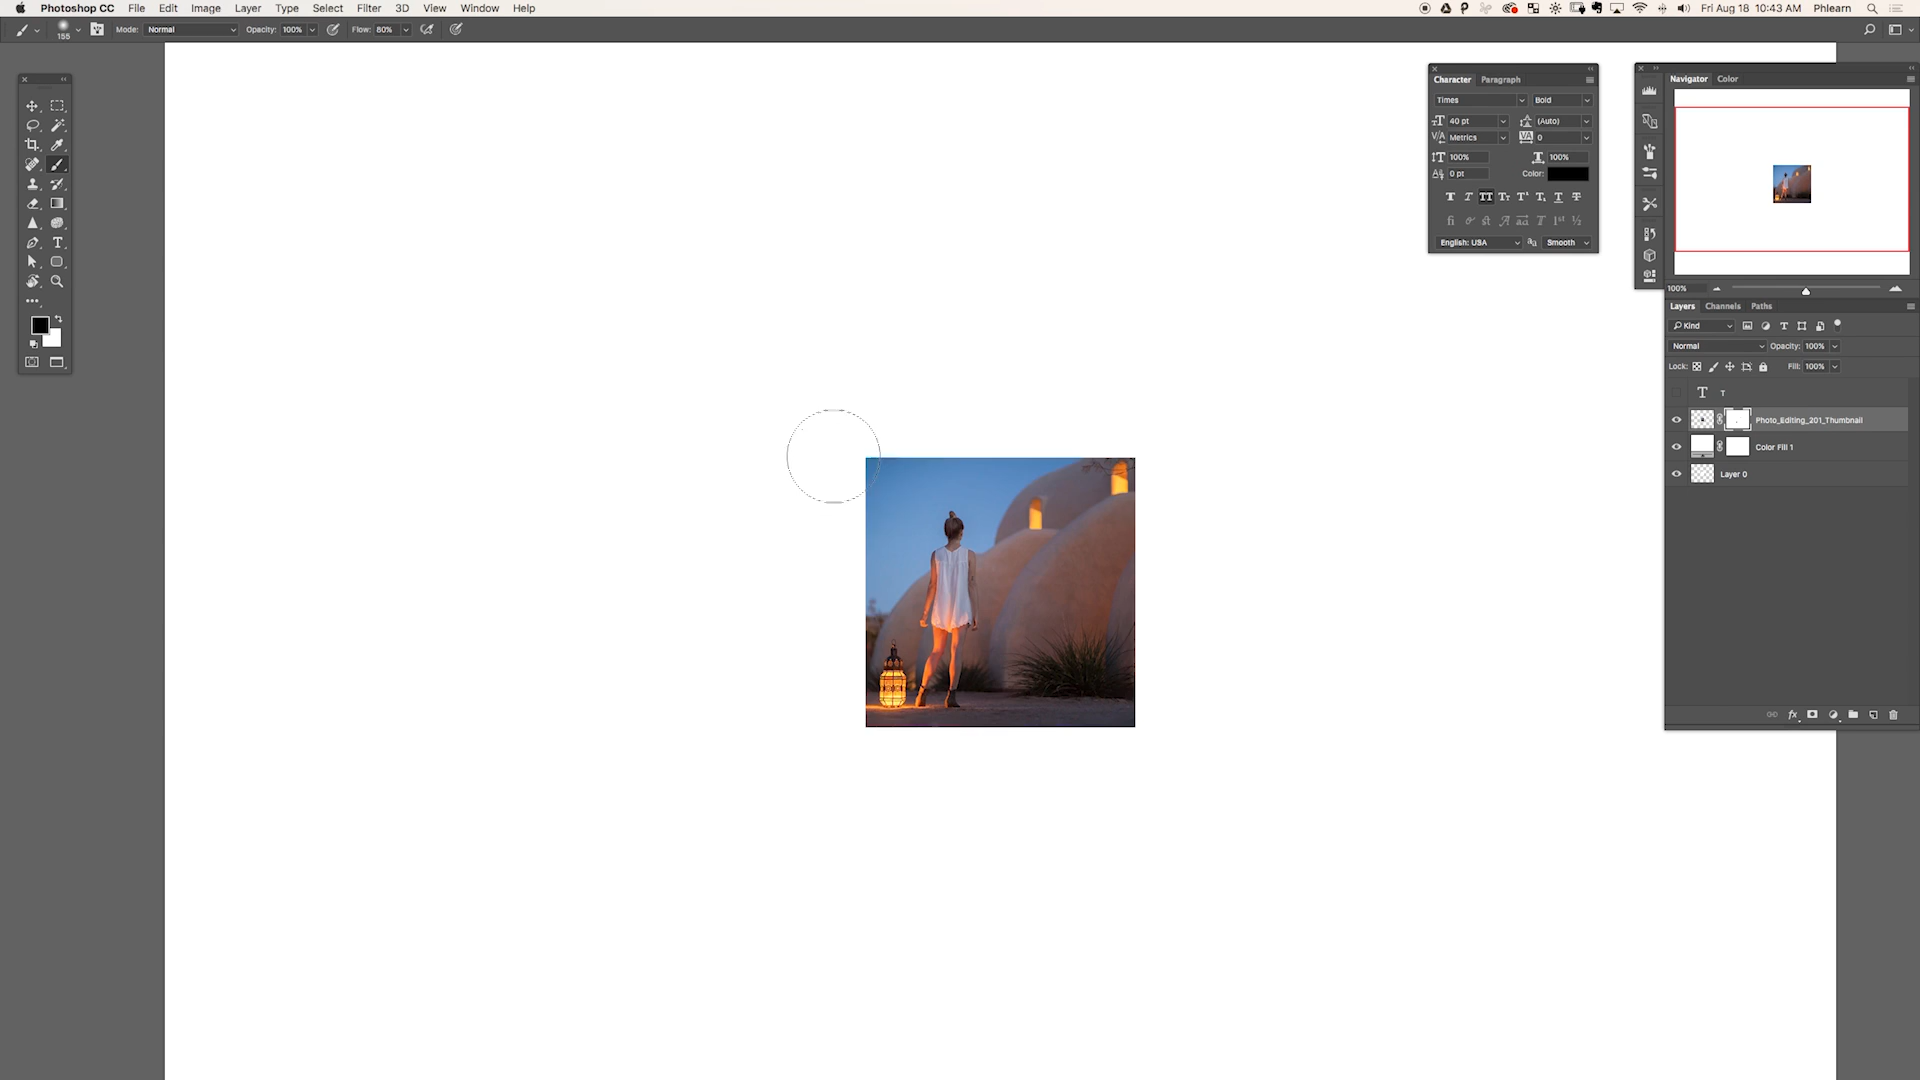 Photoshop CC File Edit Image Layer Type Select Filter 3D View Window Help Fri Aug 18 10:43 AM Phlearn
155 Mode: Normal Opacity: 100% Flow: 80%
Character Paragraph
Times Bold
40 pt (Auto)
Metrics 0
100% 100%
0 pt Color:
English: USA Smooth
Navigator Color
100%
Layers Channels Paths
Kind
Normal Opacity: 100%
Lock: Fill: 100%
T T
Photo_Editing_201_Thumbnail
Color Fill 1
Layer 0